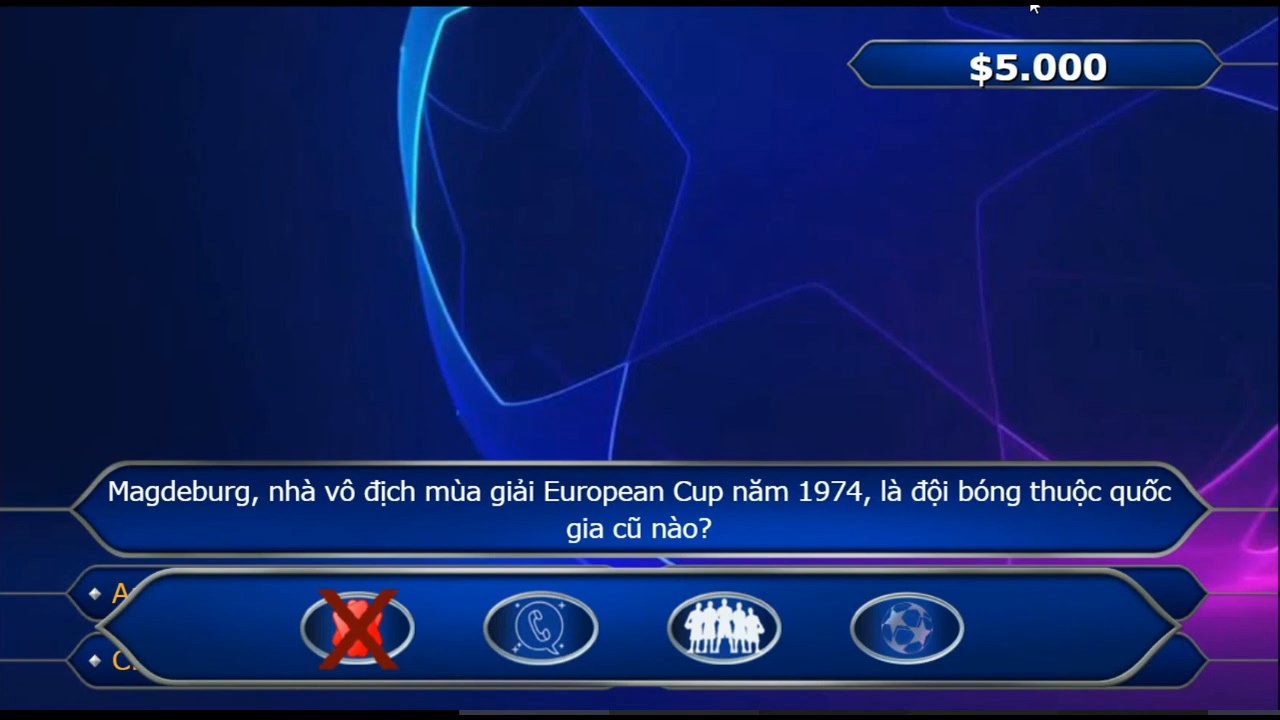 $5.000
Magdeburg, nhà vô địch mùa giải European Cup năm 1974, là đội bóng thuộc quốc
gia cũ nào?
A
C.